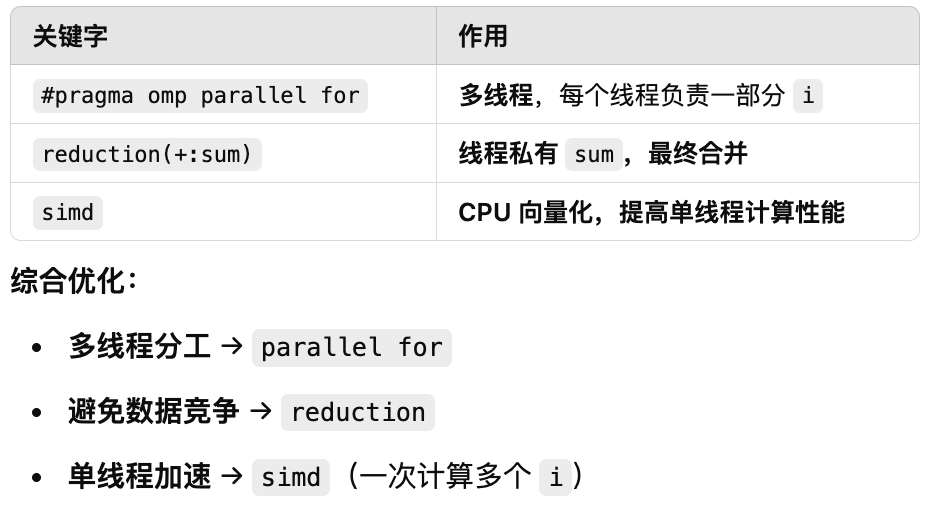 关键字 作用
#pragma omp parallel for 多线程，每个线程负责一部分 i
reduction(+:sum) 线程私有 sum，最终合并
simd CPU 向量化，提高单线程计算性能
综合优化：
• 多线程分工 → parallel for
• 避免数据竞争 → reduction
• 单线程加速 → simd（一次计算多个 i）